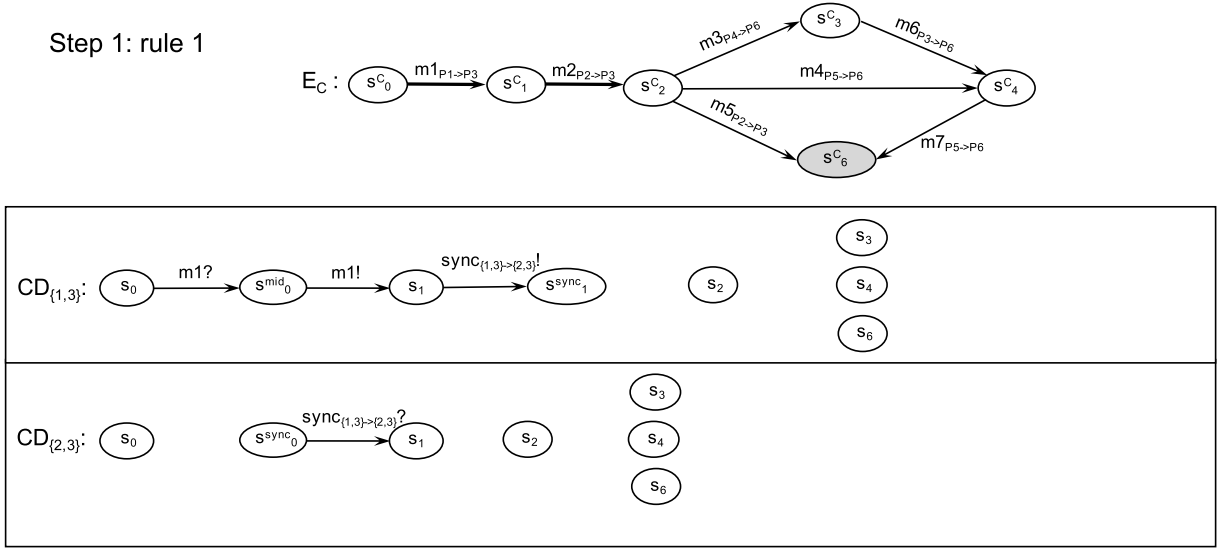 Step 1: rule 1
E_C :
s^C_0
m1_P1->P3
s^C_1
m2_P2->P3
s^C_2
m3_P4->P6
s^C_3
m6_P3->P6
m4_P5->P6
s^C_4
m5_P2->P3
s^C_6
m7_P5->P6
CD_{1,3}:
s_0
m1?
s^mid_0
m1!
s_1
sync_{1,3}->{2,3}!
s^sync_1
s_2
s_3
s_4
s_6
CD_{2,3}:
s_0
s^sync_0
sync_{1,3}->{2,3}?
s_1
s_2
s_3
s_4
s_6